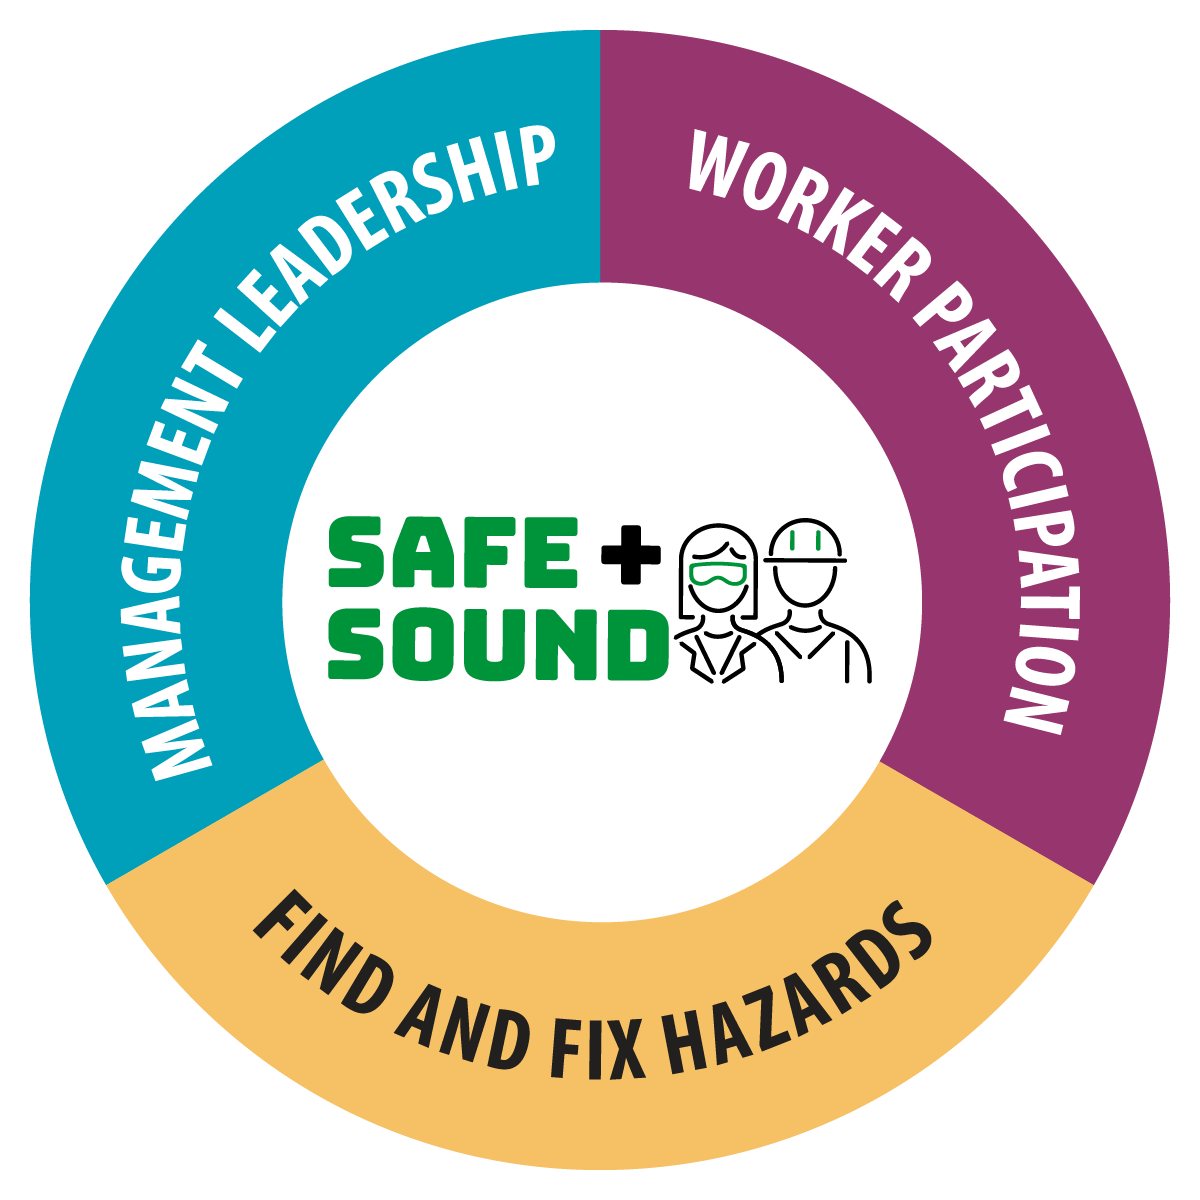 MANAGEMENT LEADERSHIP
WORKER PARTICIPATION
SAFE +
SOUND
FIND AND FIX HAZARDS